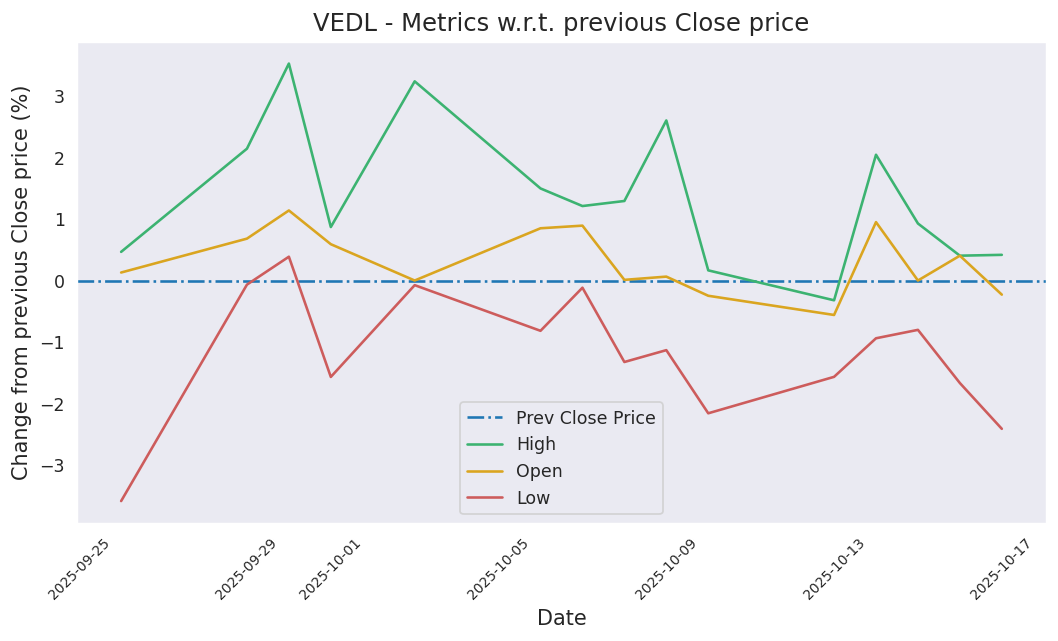 VEDL - Metrics w.r.t. previous Close price
Change from previous Close price (%)
3
2
1
0
−1
−2
−3
Prev Close Price
High
Open
Low
2025-09-25
2025-09-29
2025-10-01
2025-10-05
2025-10-09
2025-10-13
2025-10-17
Date